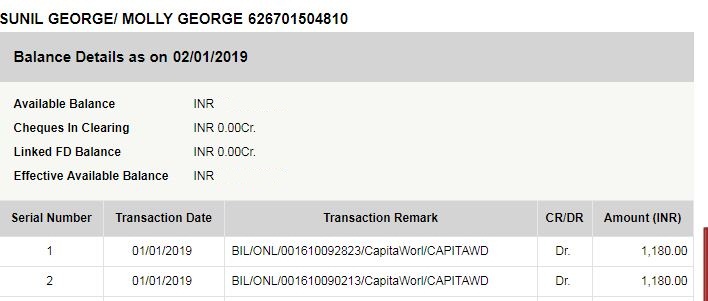 SUNIL GEORGE/ MOLLY GEORGE 626701504810
Balance Details as on 02/01/2019
Available Balance INR
Cheques In Clearing INR 0.00Cr.
Linked FD Balance INR 0.00Cr.
Effective Available Balance INR
Serial Number Transaction Date Transaction Remark CR/DR Amount (INR)
1 01/01/2019 BIL/ONL/001610092823/CapitaWorl/CAPITAWD Dr. 1,180.00
2 01/01/2019 BIL/ONL/001610090213/CapitaWorl/CAPITAWD Dr. 1,180.00